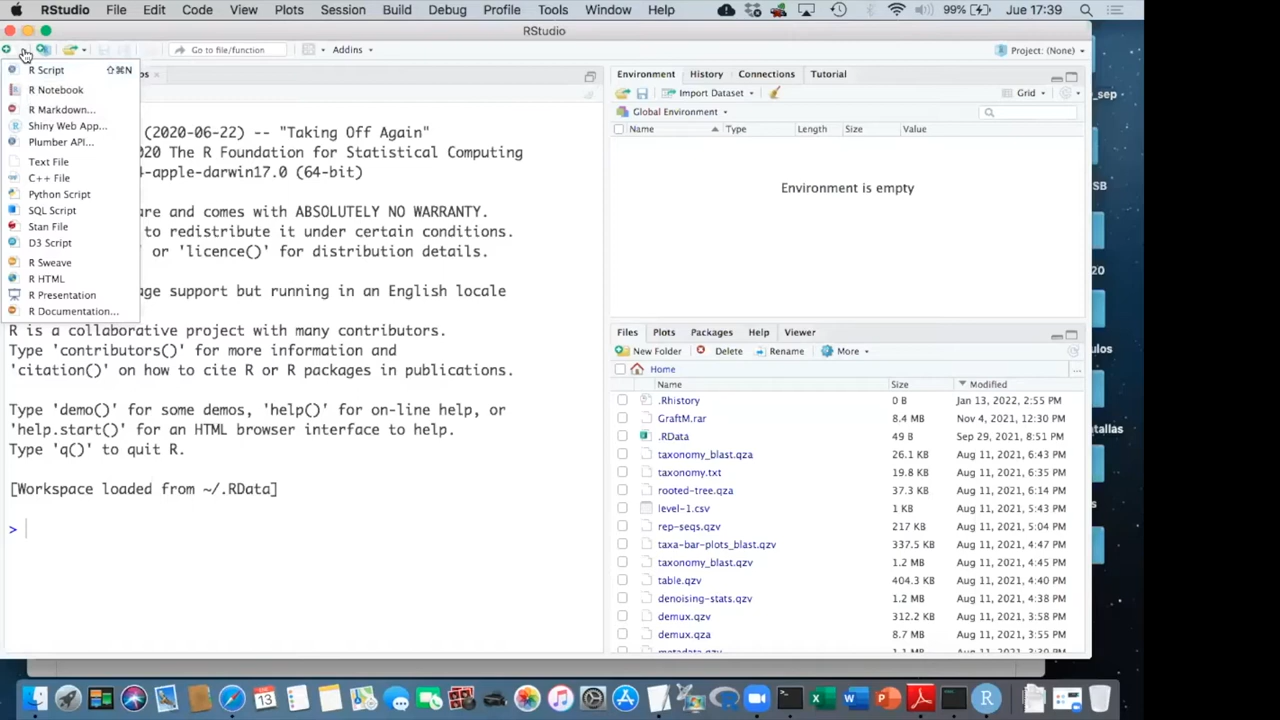 RStudio File Edit Code View Plots Session Build Debug Profile Tools Window Help 99% Jue 17:39
RStudio
Go to file/function Addins Project: (None)
R Script ⇧⌘N
R Notebook
R Markdown...
Shiny Web App...
Plumber API...
Text File
C++ File
Python Script
SQL Script
Stan File
D3 Script
R Sweave
R HTML
R Presentation
R Documentation...
(2020-06-22) -- "Taking Off Again"
020 The R Foundation for Statistical Computing
-apple-darwin17.0 (64-bit)
are and comes with ABSOLUTELY NO WARRANTY.
to redistribute it under certain conditions.
or 'licence()' for distribution details.
age support but running in an English locale
R is a collaborative project with many contributors.
Type 'contributors()' for more information and
'citation()' on how to cite R or R packages in publications.
Type 'demo()' for some demos, 'help()' for on-line help, or
'help.start()' for an HTML browser interface to help.
Type 'q()' to quit R.
[Workspace loaded from ~/.RData]
>
Environment History Connections Tutorial
Import Dataset Grid
Global Environment
Name Type Length Size Value
Environment is empty
Files Plots Packages Help Viewer
New Folder Delete Rename More
Home ...
Name Size Modified
.Rhistory 0 B Jan 13, 2022, 2:55 PM
GraftM.rar 8.4 MB Nov 4, 2021, 12:30 PM
.RData 49 B Sep 29, 2021, 8:51 PM
taxonomy_blast.qza 26.1 KB Aug 11, 2021, 6:43 PM
taxonomy.txt 19.8 KB Aug 11, 2021, 6:35 PM
rooted-tree.qza 37.3 KB Aug 11, 2021, 6:14 PM
level-1.csv 1 KB Aug 11, 2021, 5:43 PM
rep-seqs.qzv 217 KB Aug 11, 2021, 5:04 PM
taxa-bar-plots_blast.qzv 337.5 KB Aug 11, 2021, 4:47 PM
taxonomy_blast.qzv 1.2 MB Aug 11, 2021, 4:45 PM
table.qzv 404.3 KB Aug 11, 2021, 4:40 PM
denoising-stats.qzv 1.2 MB Aug 11, 2021, 4:38 PM
demux.qzv 312.2 KB Aug 11, 2021, 3:58 PM
demux.qza 8.7 MB Aug 11, 2021, 3:55 PM
_sep
SB
20
ulos
ntallas
s
13